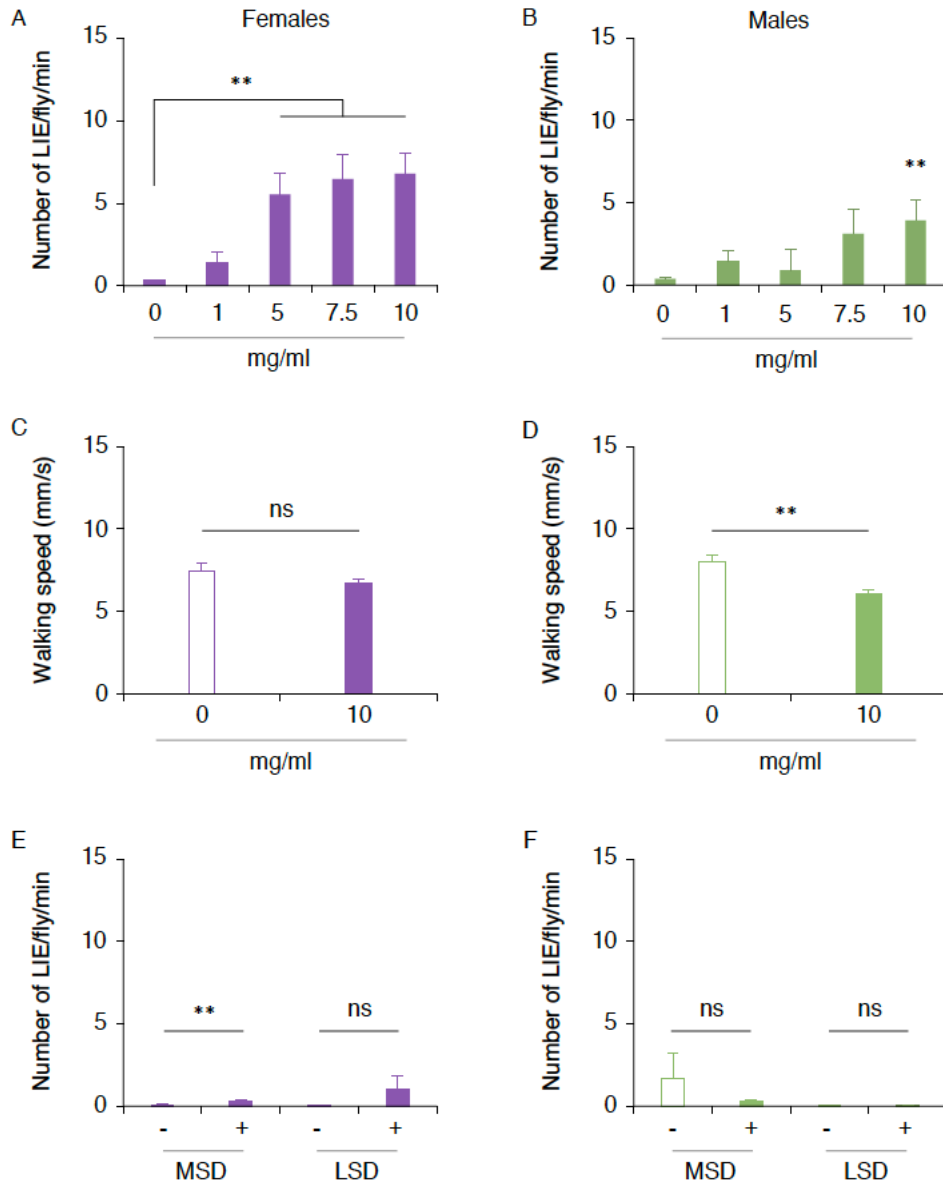 A
Females
Number of LIE/fly/min
15
10
5
0
**
0 1 5 7.5 10
mg/ml
B
Males
Number of LIE/fly/min
15
10
5
0
**
0 1 5 7.5 10
mg/ml
C
Walking speed (mm/s)
15
10
5
0
ns
0 10
mg/ml
D
Walking speed (mm/s)
15
10
5
0
**
0 10
mg/ml
E
Number of LIE/fly/min
15
10
5
0
** ns
- + - +
MSD LSD
F
Number of LIE/fly/min
15
10
5
0
ns ns
- + - +
MSD LSD